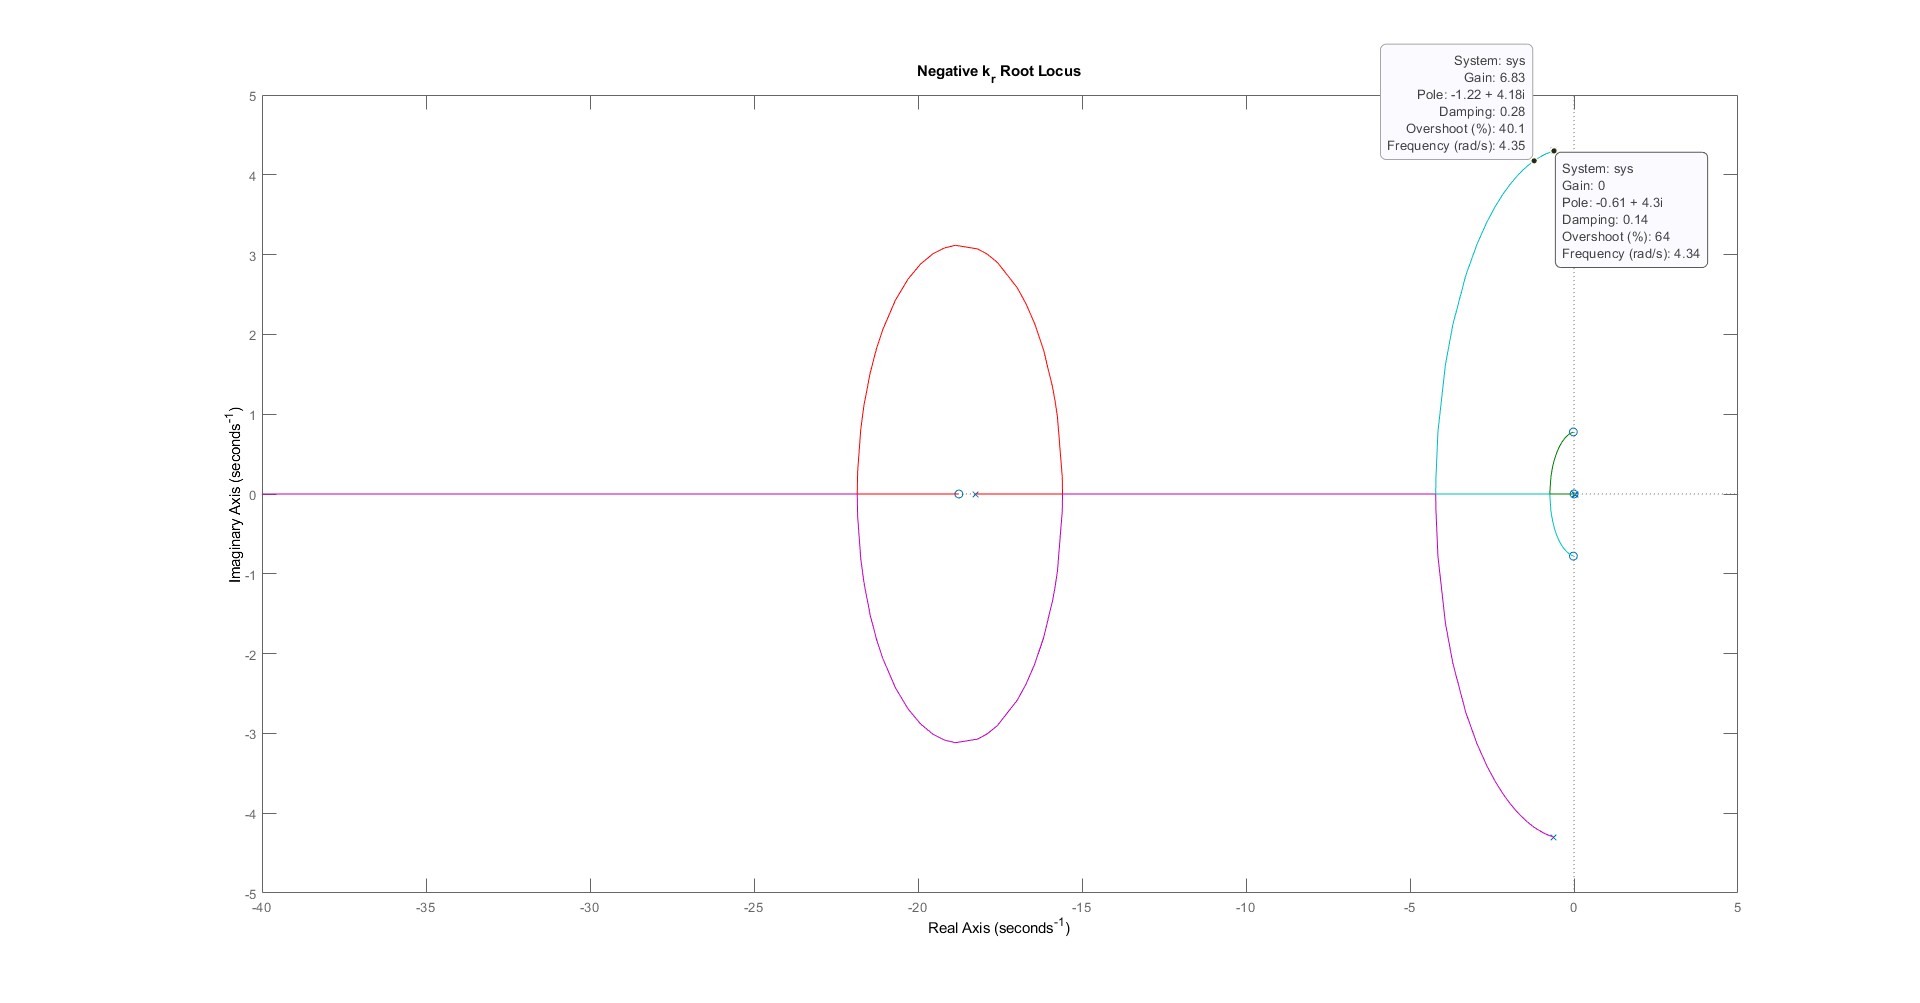 Negative kr Root Locus
System: sys
Gain: 6.83
Pole: -1.22 + 4.18i
Damping: 0.28
Overshoot (%): 40.1
Frequency (rad/s): 4.35
System: sys
Gain: 0
Pole: -0.61 + 4.3i
Damping: 0.14
Overshoot (%): 64
Frequency (rad/s): 4.34
5
4
3
2
1
0
-1
-2
-3
-4
-5
Imaginary Axis (seconds-1)
-40 -35 -30 -25 -20 -15 -10 -5 0 5
Real Axis (seconds-1)